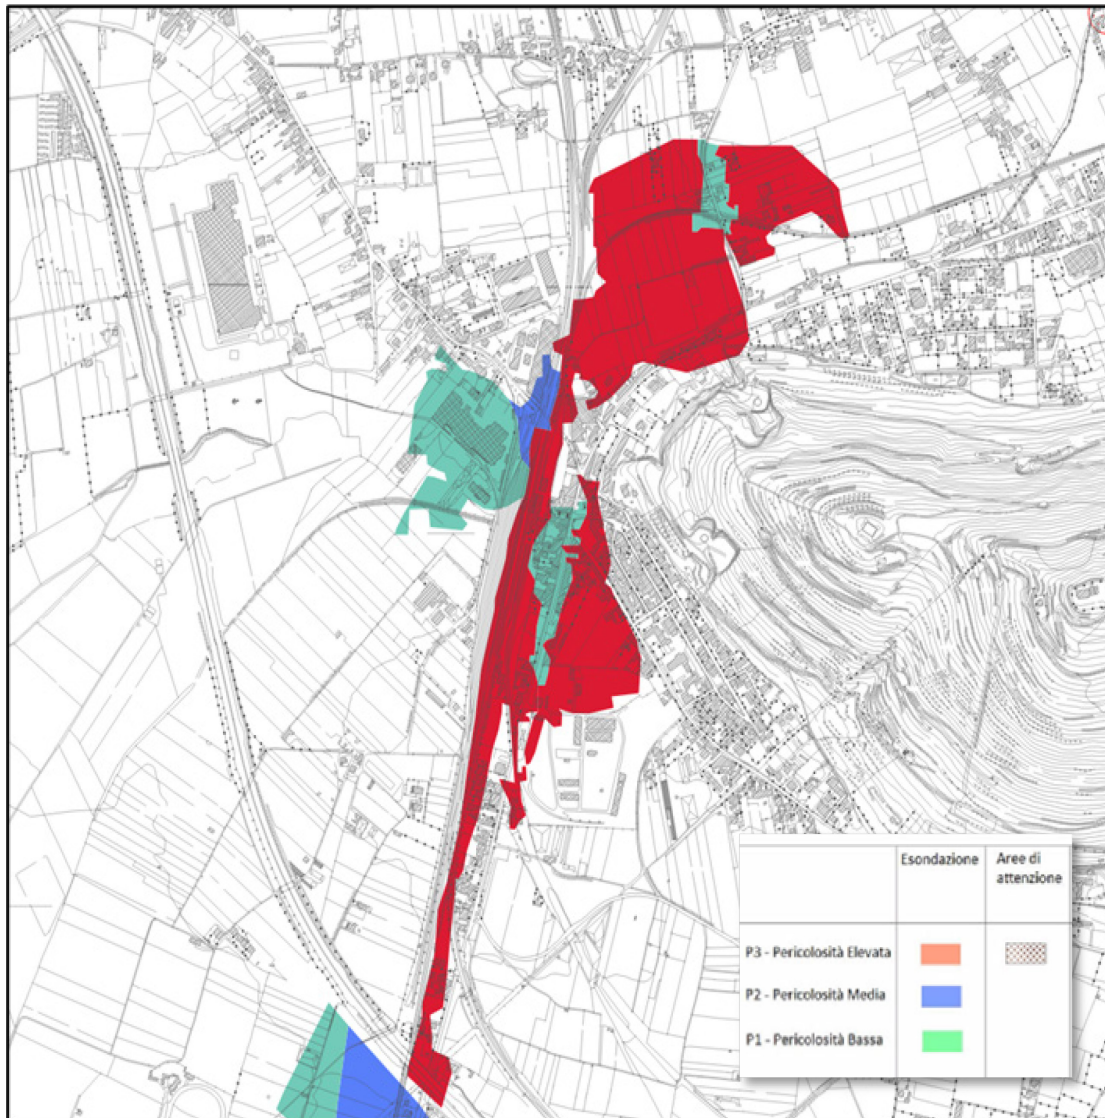 Esondazione
Aree di
attenzione
P3 - Pericolosità Elevata
P2 - Pericolosità Media
P1 - Pericolosità Bassa